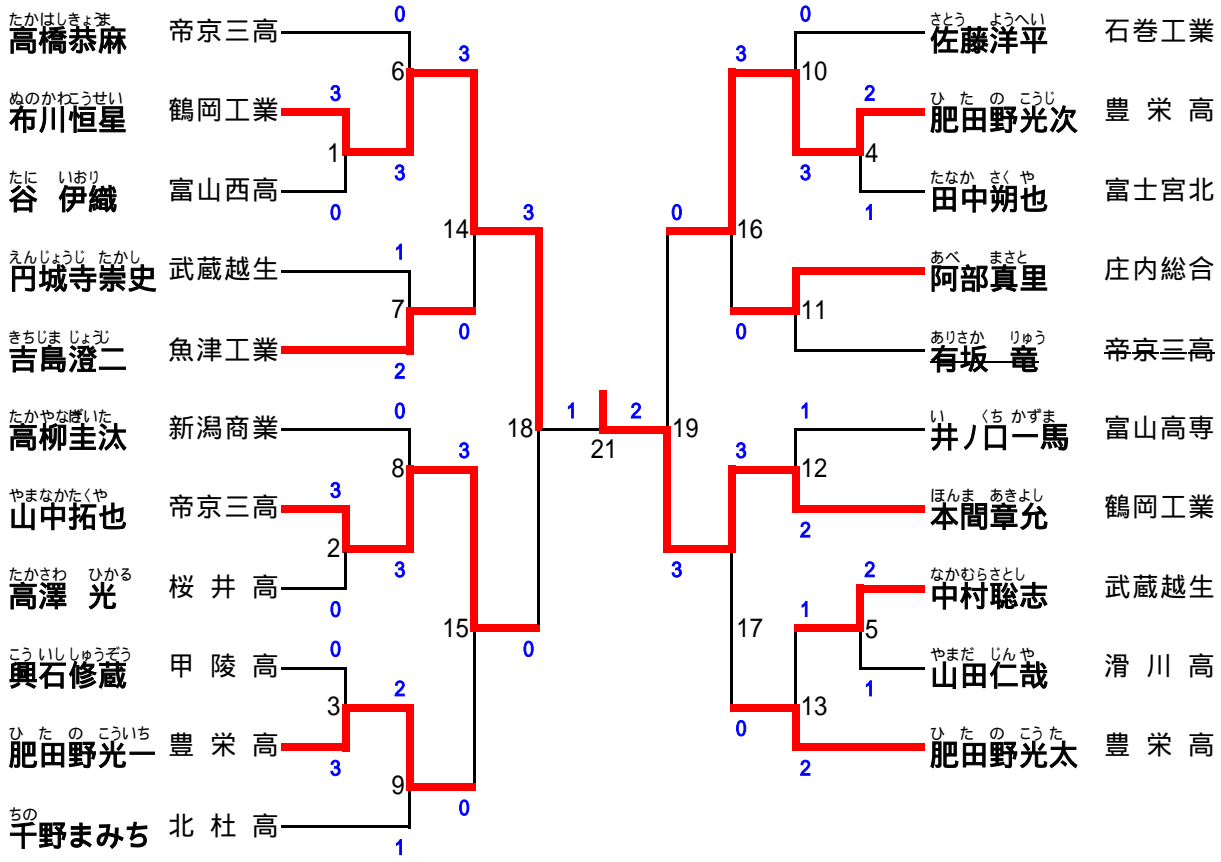 たかはしきょうま
高橋恭麻 帝京三高
0
6
3
ぬのかわこうせい
布川恒星 鶴岡工業
3
1
3
たに いおり
谷 伊織 富山西高
0
14
3
えんじょうじ たかし
円城寺崇史 武蔵越生
1
7
0
きちじま じょうじ
吉島澄二 魚津工業
2
たかやなぎけいた
高柳圭汰 新潟商業
0
8
3
18
1
21
2
やまなかたくや
山中拓也 帝京三高
3
2
3
たかさわ ひかる
高澤 光 桜井高
0
15
0
こういししゅうぞう
興石修蔵 甲陵高
0
3
2
ひたの こういち
肥田野光一 豊栄高
3
9
0
ちの
千野まみち 北杜高
1
さとう ようへい
佐藤洋平 石巻工業
0
3
10
ひたの こうじ
肥田野光次 豊栄高
2
4
3
たなか さくや
田中朔也 富士宮北
1
0
16
あべ まさと
阿部真里 庄内総合
11
0
ありさか りゅう
有坂 竜 帝京三高
19
いのくち かずま
井ノ口一馬 富山高専
1
3
12
ほんま あきよし
本間章允 鶴岡工業
2
3
なかむらさとし
中村聡志 武蔵越生
2
1
5
17
やまだ じんや
山田仁哉 滑川高
1
13
0
ひたの こうた
肥田野光太 豊栄高
2